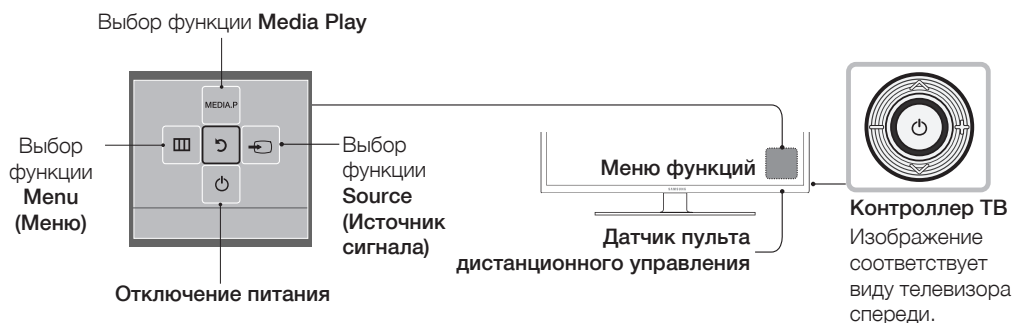 Выбор функции Media Play
MEDIA.P
Выбор
функции
Menu
(Меню)
Выбор
функции
Source
(Источник
сигнала)
Отключение питания
Меню функций
SAMSUNG
Датчик пульта
дистанционного управления
Контроллер ТВ
Изображение
соответствует
виду телевизора
спереди.